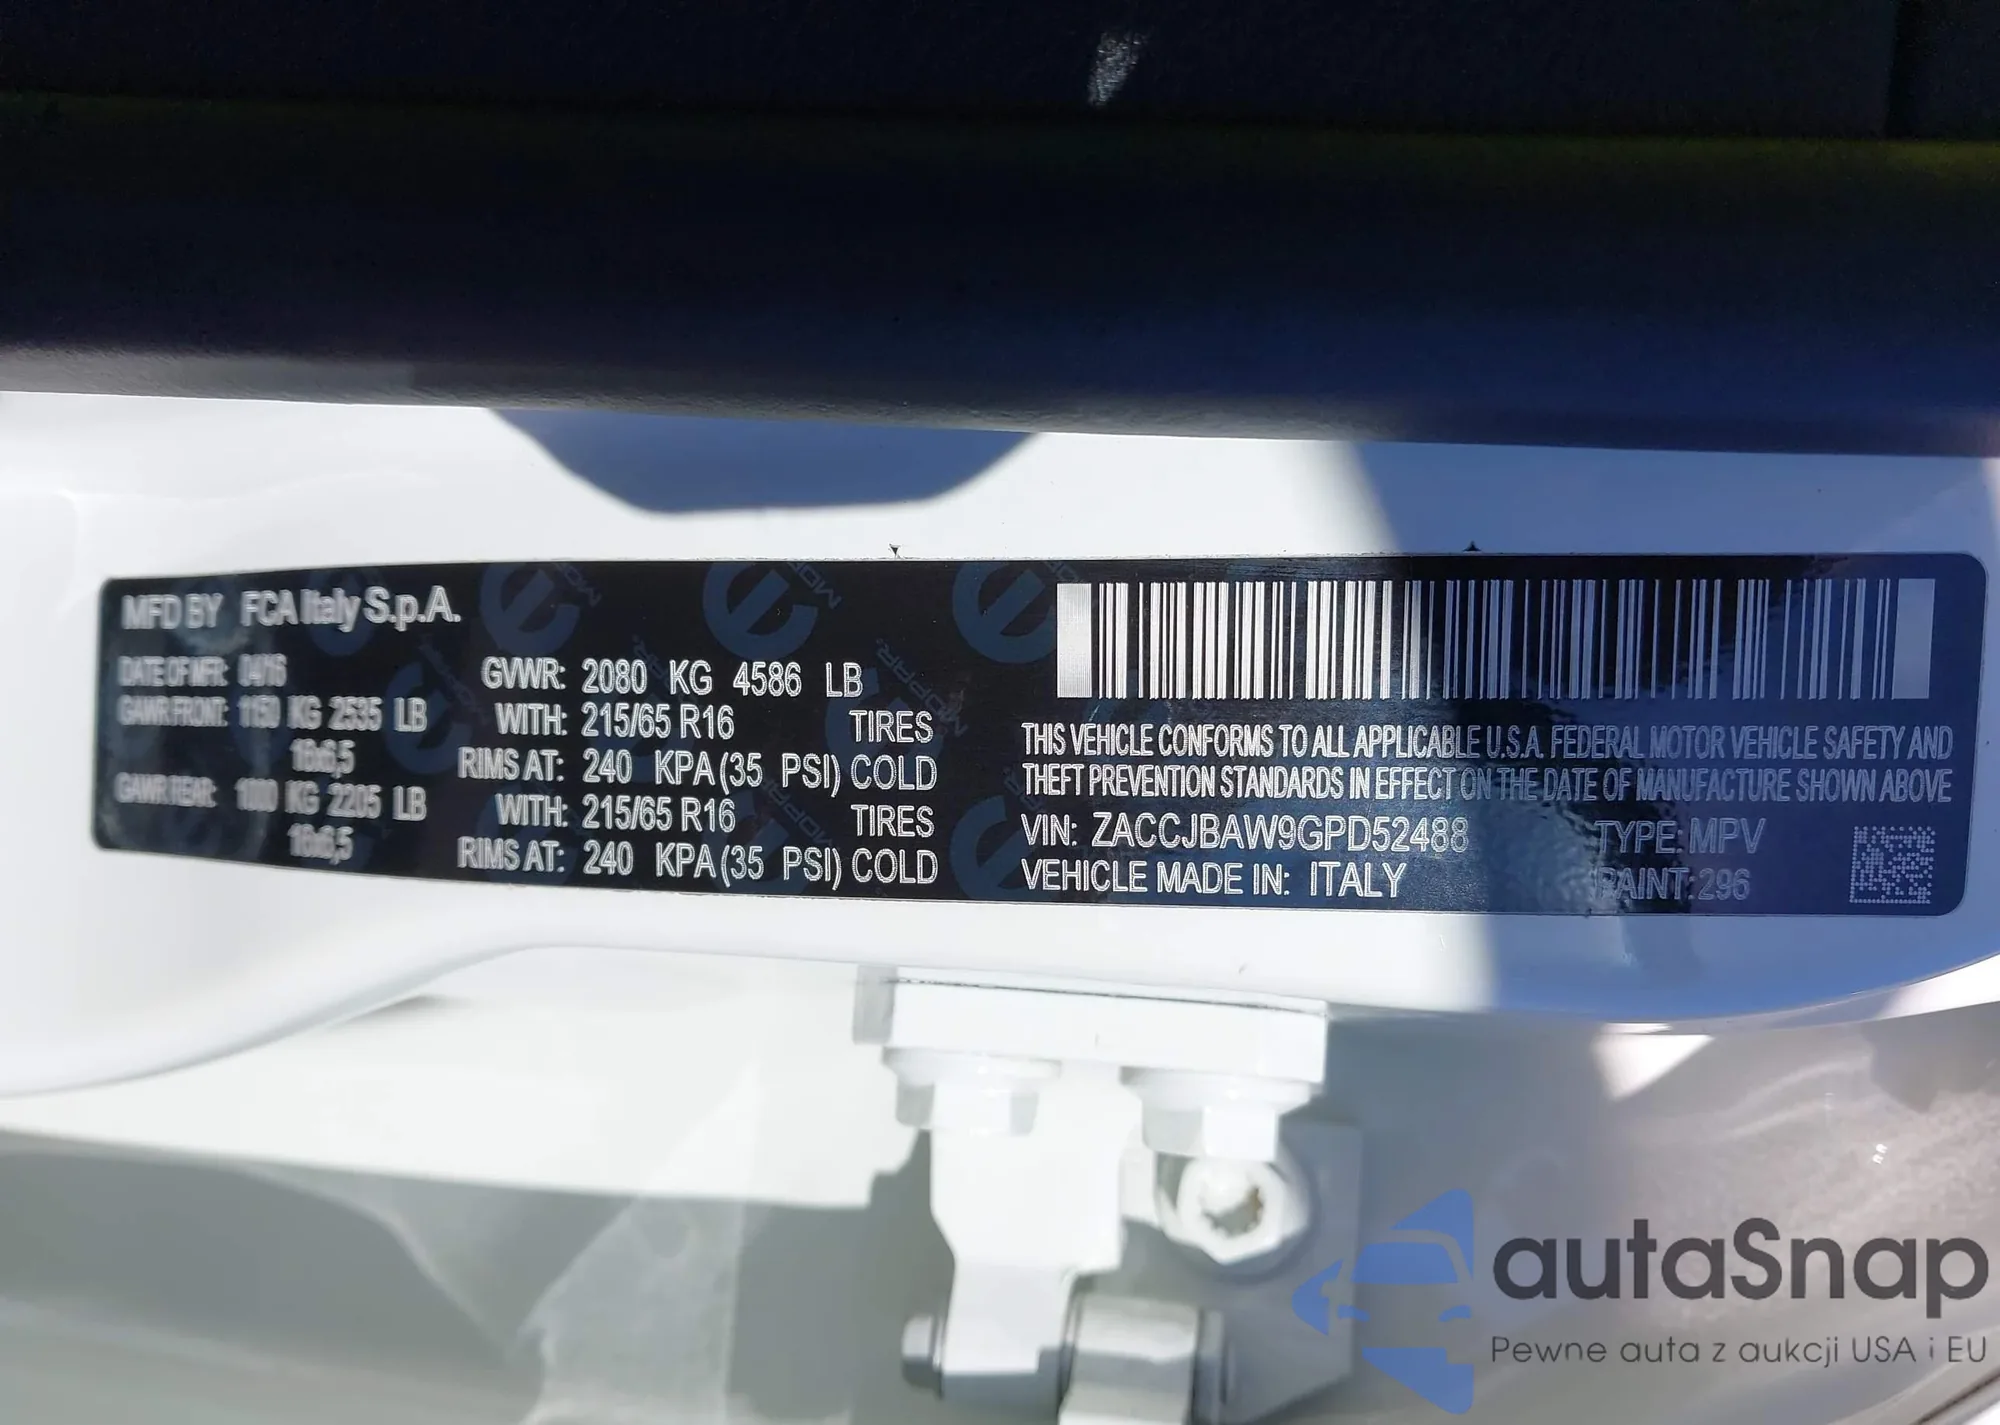 MFD BY FCA Italy S.p.A.
DATE OF MFR: 04/16 GVWR: 2080 KG 4586 LB
GAWR FRONT: 1150 KG 2535 LB WITH: 215/65 R16 TIRES
16x6,5 RIMS AT: 240 KPA (35 PSI) COLD
GAWR REAR: 1000 KG 2205 LB WITH: 215/65 R16 TIRES
16x6,5 RIMS AT: 240 KPA (35 PSI) COLD
THIS VEHICLE CONFORMS TO ALL APPLICABLE U.S.A. FEDERAL MOTOR VEHICLE SAFETY AND
THEFT PREVENTION STANDARDS IN EFFECT ON THE DATE OF MANUFACTURE SHOWN ABOVE
VIN: ZACCJBAW9GPD52488 TYPE: MPV
VEHICLE MADE IN: ITALY PAINT: 296
MOPAR
MOPAR
MOPAR
MOPAR
autaSnap
Pewne auta z aukcji USA i EU